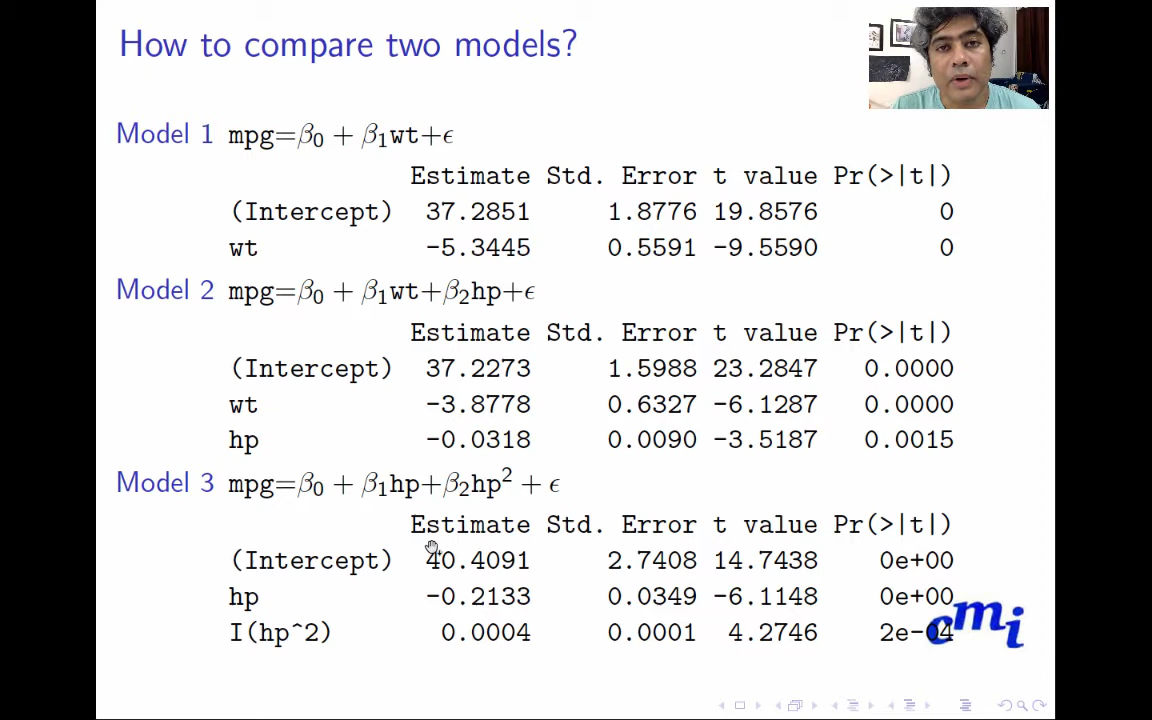 How to compare two models?
Model 1 mpg=β₀ + β₁wt+ϵ
Estimate Std. Error t value Pr(>|t|)
(Intercept) 37.2851 1.8776 19.8576 0
wt -5.3445 0.5591 -9.5590 0
Model 2 mpg=β₀ + β₁wt+β₂hp+ϵ
Estimate Std. Error t value Pr(>|t|)
(Intercept) 37.2273 1.5988 23.2847 0.0000
wt -3.8778 0.6327 -6.1287 0.0000
hp -0.0318 0.0090 -3.5187 0.0015
Model 3 mpg=β₀ + β₁hp+β₂hp² + ϵ
Estimate Std. Error t value Pr(>|t|)
(Intercept) 40.4091 2.7408 14.7438 0e+00
hp -0.2133 0.0349 -6.1148 0e+00
I(hp^2) 0.0004 0.0001 4.2746 2e-04
cmi